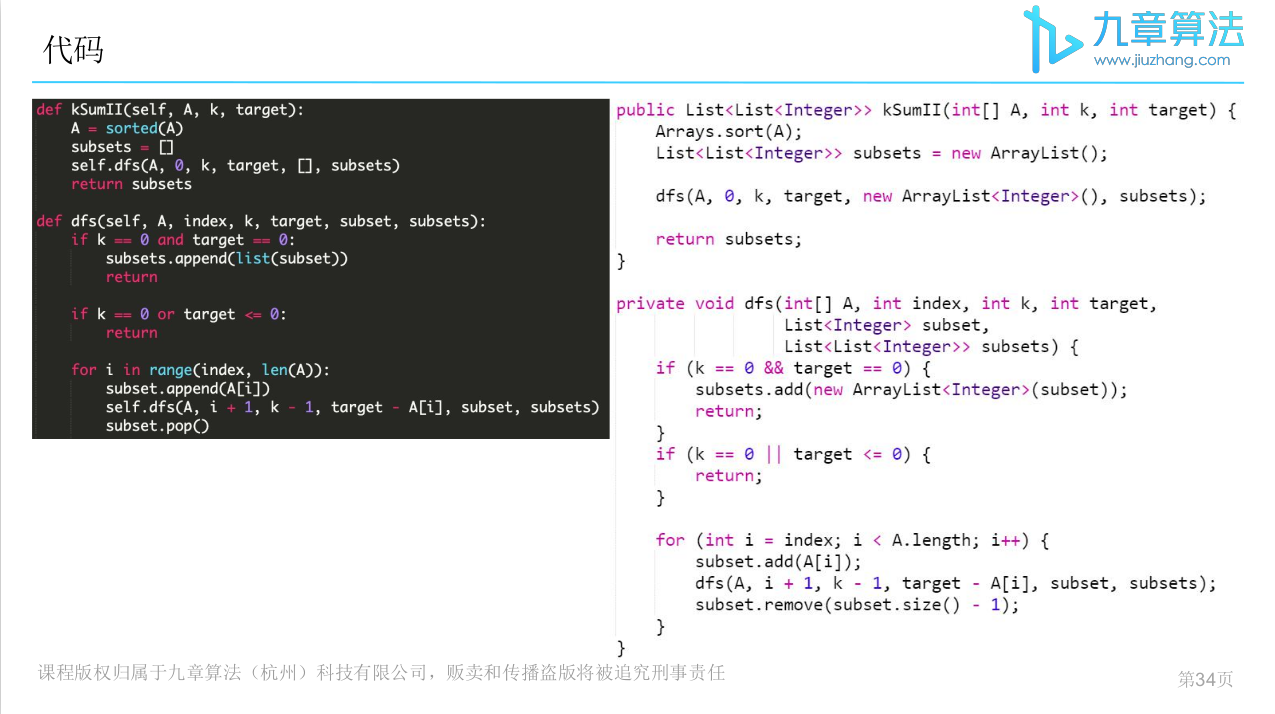 代码
九章算法
www.jiuzhang.com
def kSumII(self, A, k, target):
    A = sorted(A)
    subsets = []
    self.dfs(A, 0, k, target, [], subsets)
    return subsets

def dfs(self, A, index, k, target, subset, subsets):
    if k == 0 and target == 0:
        subsets.append(list(subset))
        return

    if k == 0 or target <= 0:
        return

    for i in range(index, len(A)):
        subset.append(A[i])
        self.dfs(A, i + 1, k - 1, target - A[i], subset, subsets)
        subset.pop()
public List<List<Integer>> kSumII(int[] A, int k, int target) {
    Arrays.sort(A);
    List<List<Integer>> subsets = new ArrayList();

    dfs(A, 0, k, target, new ArrayList<Integer>(), subsets);

    return subsets;
}

private void dfs(int[] A, int index, int k, int target,
                 List<Integer> subset,
                 List<List<Integer>> subsets) {
    if (k == 0 && target == 0) {
        subsets.add(new ArrayList<Integer>(subset));
        return;
    }
    if (k == 0 || target <= 0) {
        return;
    }

    for (int i = index; i < A.length; i++) {
        subset.add(A[i]);
        dfs(A, i + 1, k - 1, target - A[i], subset, subsets);
        subset.remove(subset.size() - 1);
    }
}
课程版权归属于九章算法（杭州）科技有限公司，贩卖和传播盗版将被追究刑事责任
第34页